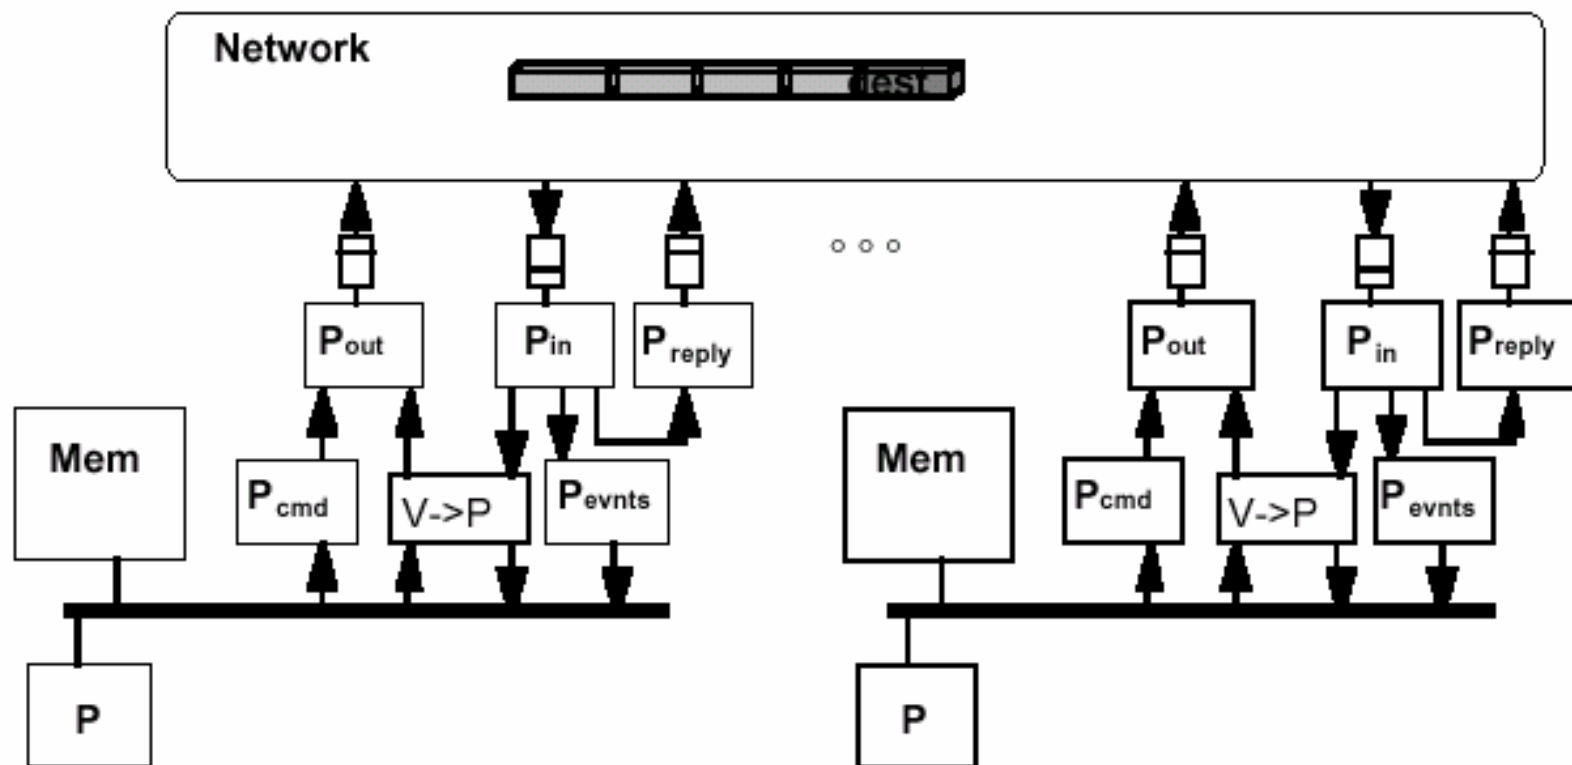 Network
dest
Pout
Pin
Preply
Pout
Pin
Preply
Mem
Pcmd
V->P
Pevnts
Mem
Pcmd
V->P
Pevnts
P
P